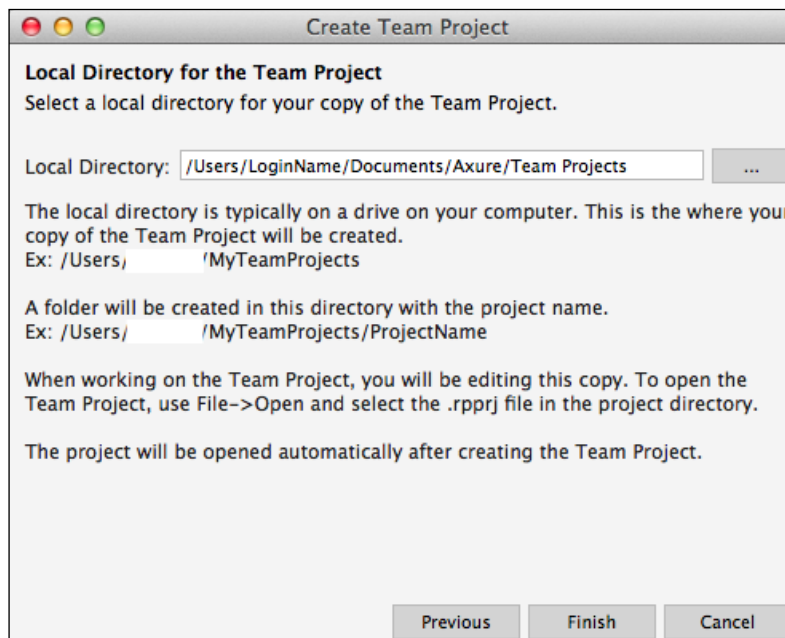 Create Team Project
Local Directory for the Team Project
Select a local directory for your copy of the Team Project.
Local Directory: /Users/LoginName/Documents/Axure/Team Projects ...
The local directory is typically on a drive on your computer. This is the where your
copy of the Team Project will be created.
Ex: /Users/ /MyTeamProjects
A folder will be created in this directory with the project name.
Ex: /Users/ /MyTeamProjects/ProjectName
When working on the Team Project, you will be editing this copy. To open the
Team Project, use File->Open and select the .rpprj file in the project directory.
The project will be opened automatically after creating the Team Project.
Previous Finish Cancel